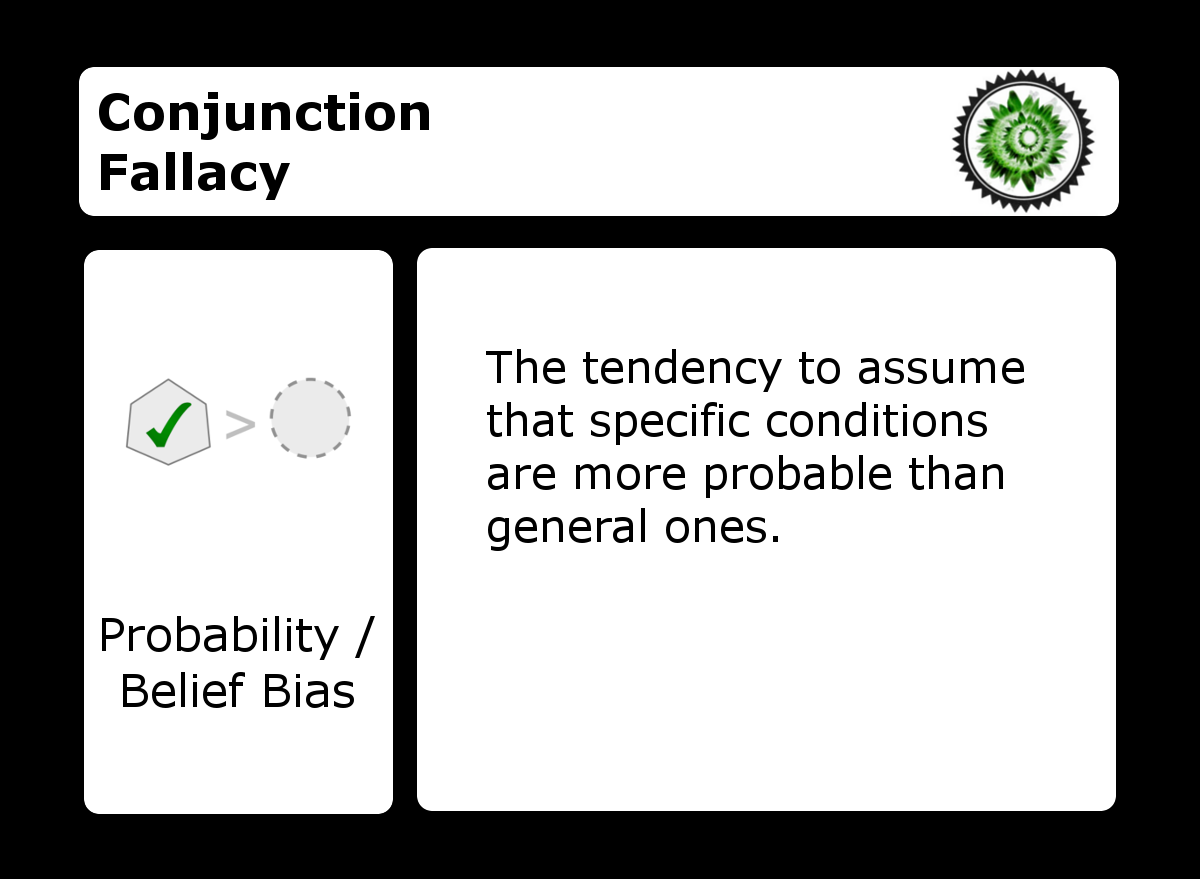 Conjunction
Fallacy
>
Probability /
Belief Bias
The tendency to assume
that specific conditions
are more probable than
general ones.